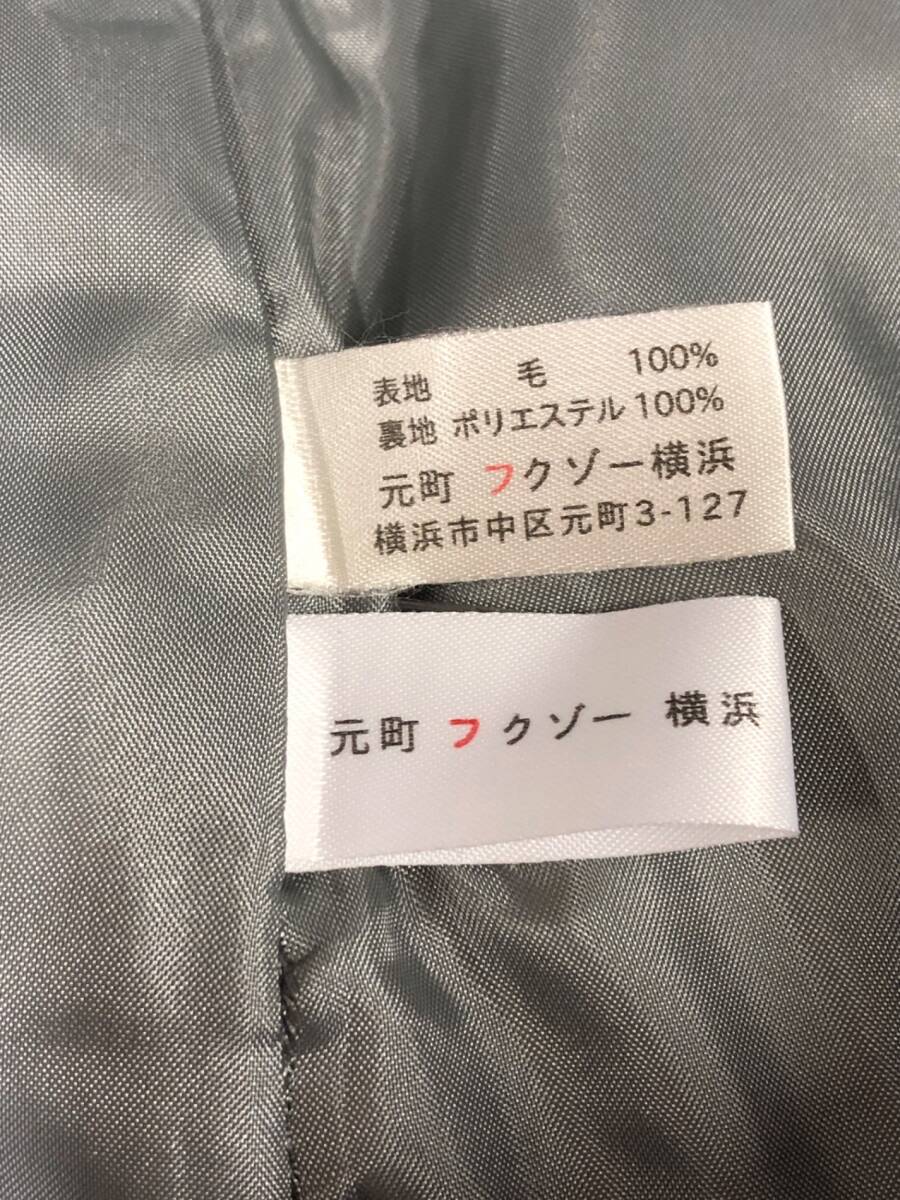 表地 毛 100%
裏地 ポリエステル 100%
元町 フクゾー横浜
横浜市中区元町3-127
元町 フクゾー 横浜